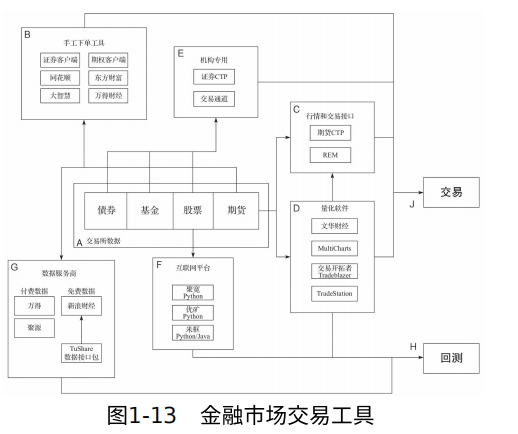 B
手工下单工具
证券客户端
期权客户端
同花顺
东方财富
大智慧
万得财经
E
机构专用
证券CTP
交易通道
C
行情和交易接口
期货CTP
REM
债券
基金
股票
期货
A 交易所数据
D
量化软件
文华财经
MultiCharts
交易开拓者
Tradeblazer
TradeStation
交易
J
G
数据服务商
付费数据
免费数据
万得
新浪财经
聚源
TuShare
数据接口包
F
互联网平台
聚宽
Python
优矿
Python
米框
Python/Java
H
回测
图1-13 金融市场交易工具